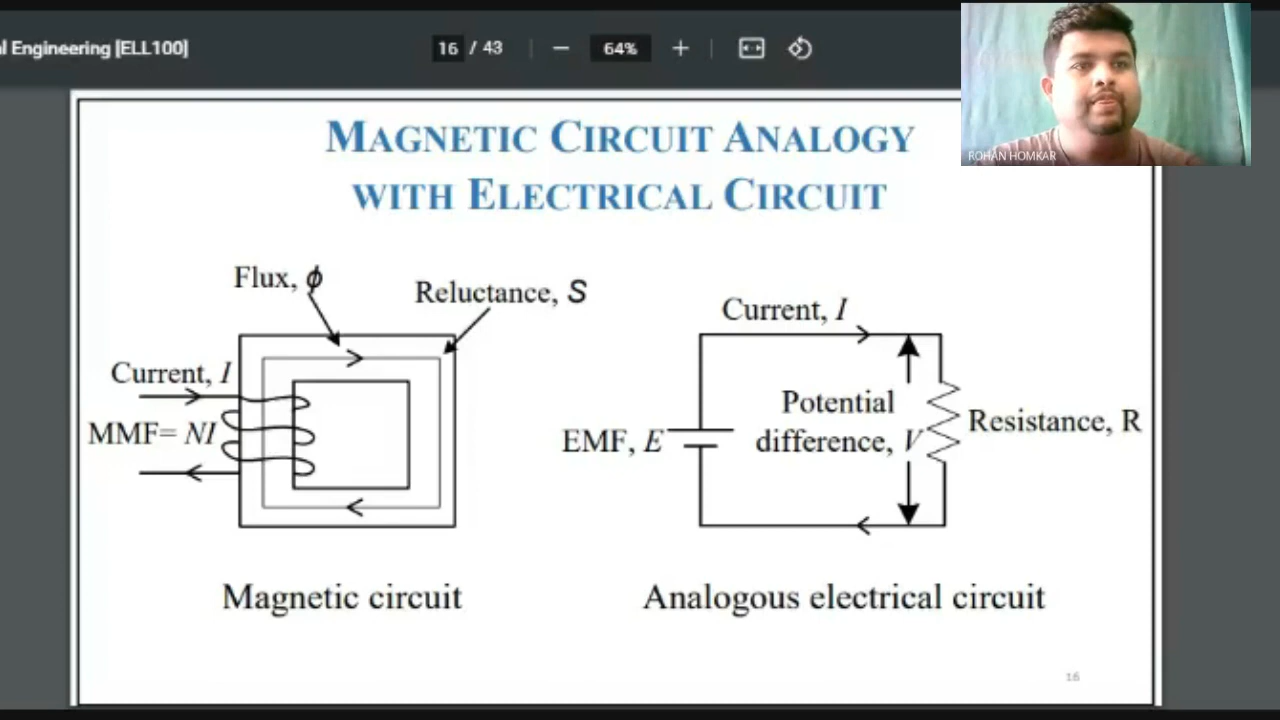 al Engineering [ELL100]
16 / 43
64%
ROHAN HOMKAR
MAGNETIC CIRCUIT ANALOGY
WITH ELECTRICAL CIRCUIT
Flux, ϕ
Reluctance, S
Current, I
MMF= NI
Magnetic circuit
Current, I
EMF, E
Potential
difference, V
Resistance, R
Analogous electrical circuit
16